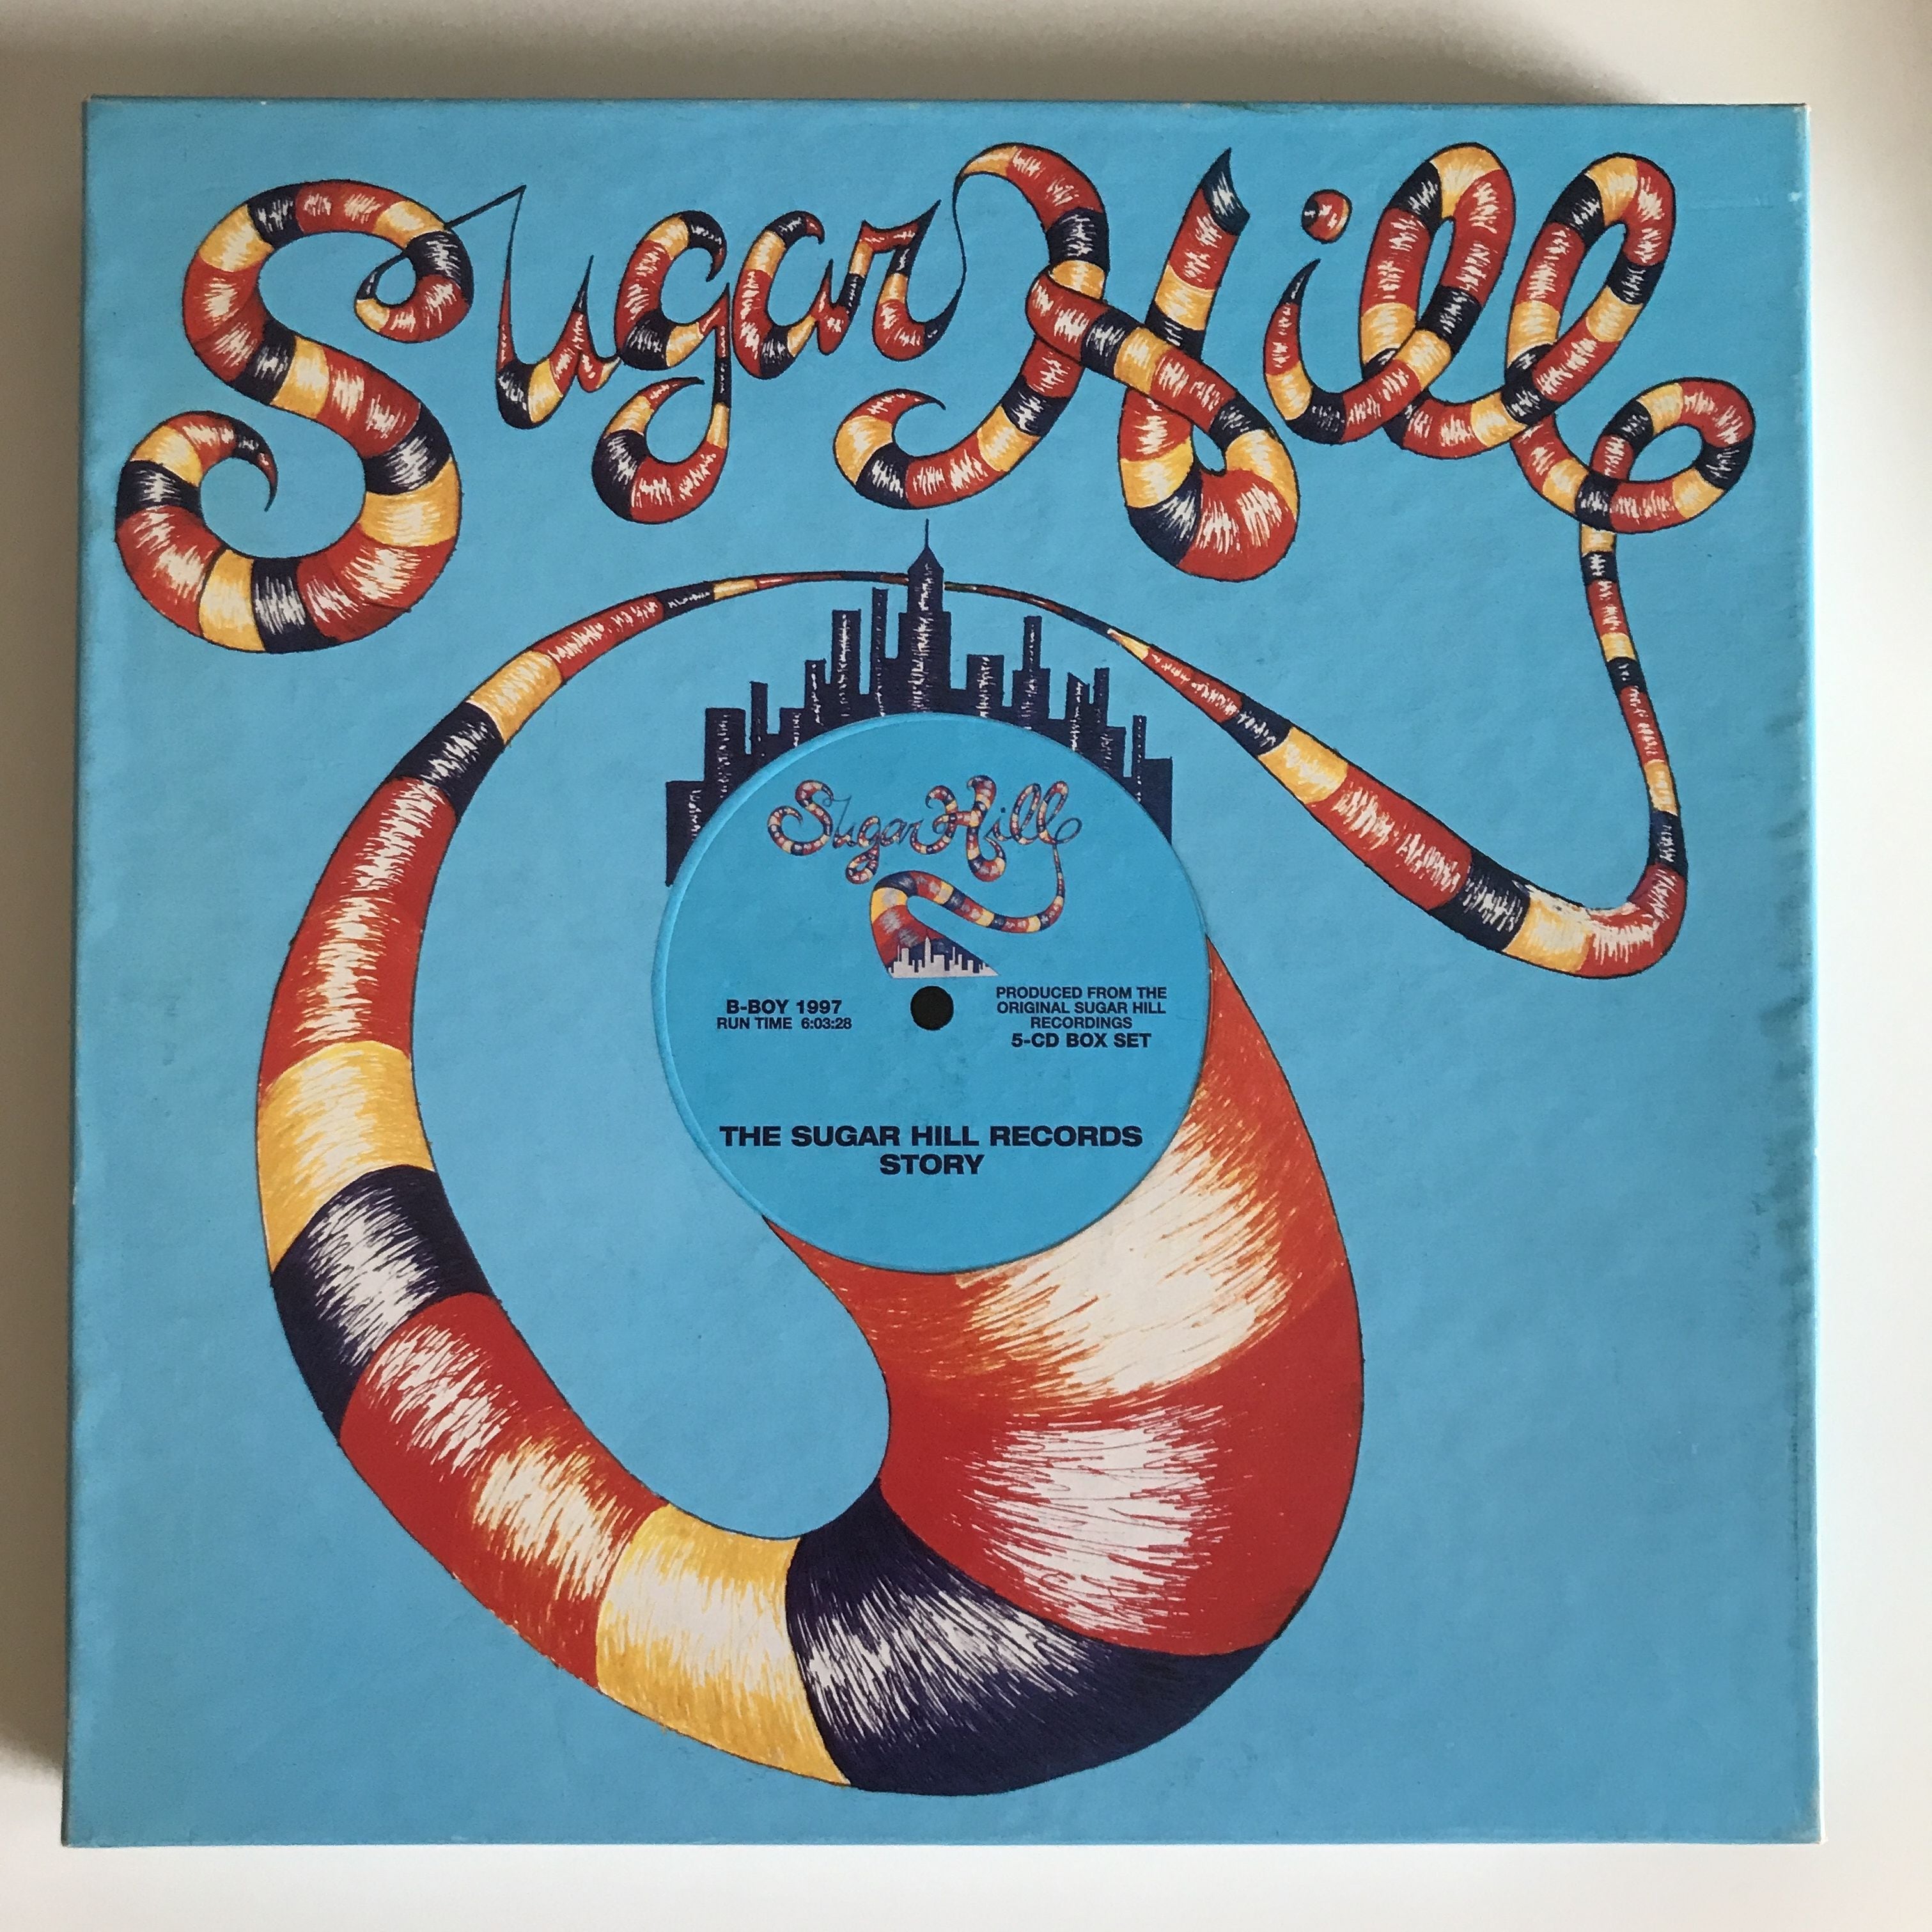 Sugar Hill
Sugar Hill
B-BOY 1997
RUN TIME 6:03:28
PRODUCED FROM THE
ORIGINAL SUGAR HILL
RECORDINGS
5-CD BOX SET
THE SUGAR HILL RECORDS
STORY